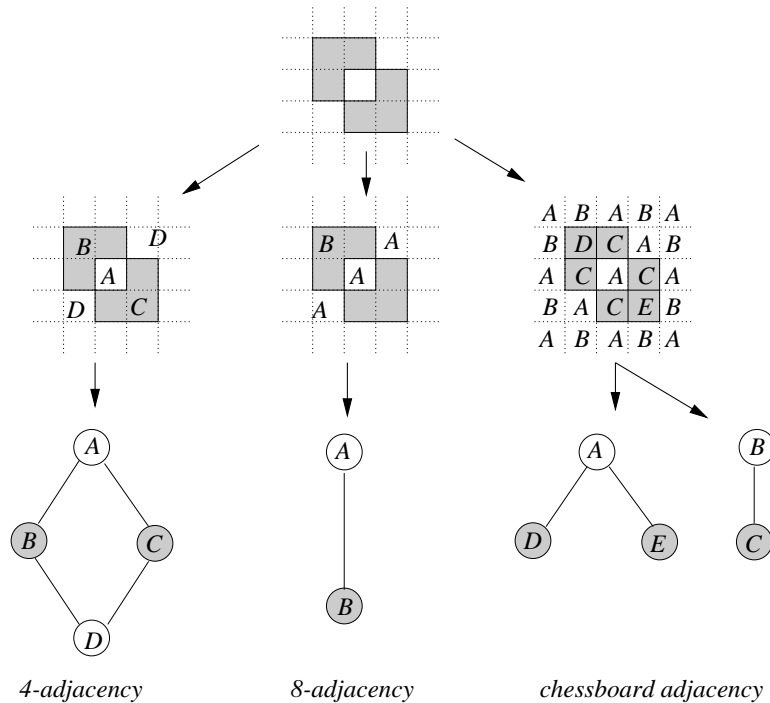 A B A B A
B D A B D C A B
A A C A C A
D C A B A C E B
A B A B A
A A A B
B C D E C
D B
4-adjacency 8-adjacency chessboard adjacency